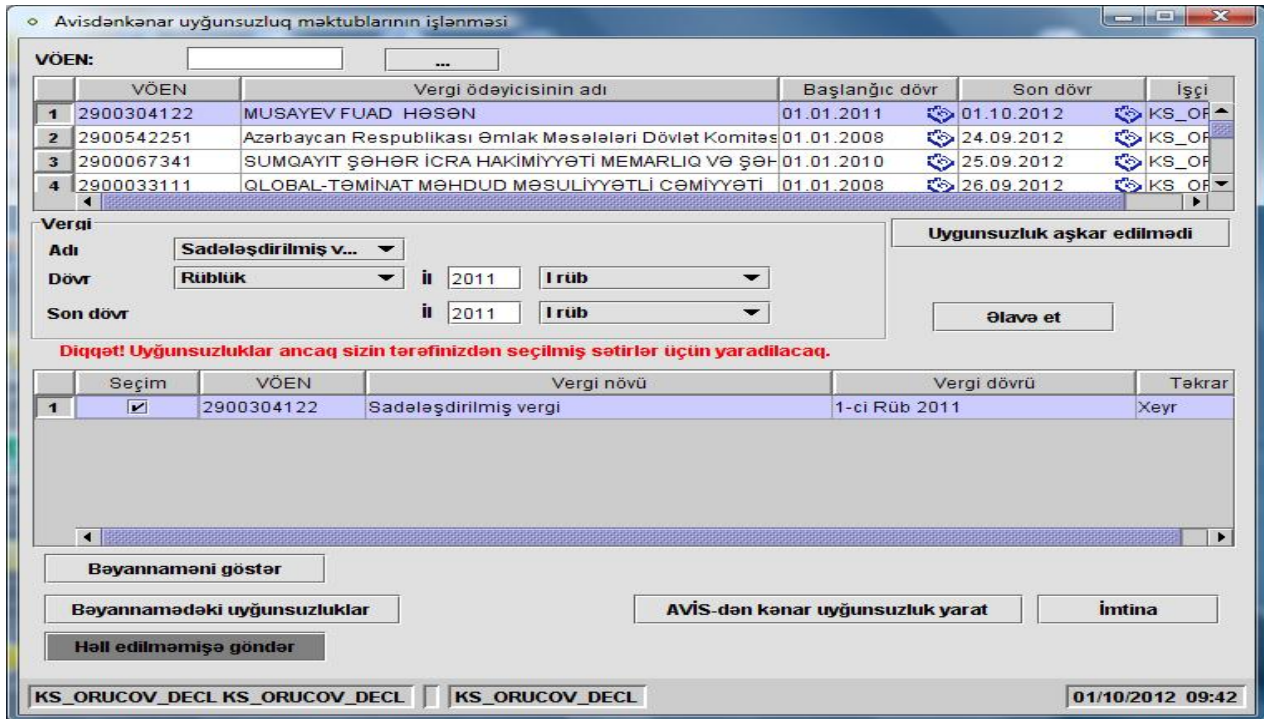 Avisdənkənar uyğunsuzluq məktublarının işlənməsi
VÖEN: ...
VÖEN Vergi ödəyicisinin adı Başlanğıc dövr Son dövr İşçi
1 2900304122 MUSAYEV FUAD HƏSƏN 01.01.2011 01.10.2012 KS_OF
2 2900542251 Azərbaycan Respublikası Əmlak Məsələləri Dövlət Komitəs 01.01.2008 24.09.2012 KS_OF
3 2900067341 SUMQAYIT ŞƏHƏR İCRA HAKİMİYYƏTİ MEMARLIQ VƏ ŞƏH 01.01.2010 25.09.2012 KS_OF
4 2900033111 QLOBAL-TƏMİNAT MƏHDUD MƏSULİYYƏTLİ CƏMİYYƏTİ 01.01.2008 26.09.2012 KS_OF
Vergi
Uygunsuzluk aşkar edilmədi
Adı Sadələşdirilmiş v...
Dövr Rüblük İl 2011 I rüb
Son dövr İl 2011 I rüb
Əlavə et
Diqqət! Uyğunsuzluklar ancaq sizin tərəfinizdən seçilmiş sətirlər üçün yaradilacaq.
Seçim VÖEN Vergi növü Vergi dövrü Təkrar
1 2900304122 Sadələşdirilmiş vergi 1-ci Rüb 2011 Xeyr
Bəyannaməni göstər
Bəyannamədəki uyğunsuzluklar AVİS-dən kənar uyğunsuzluk yarat İmtina
Həll edilməmişə göndər
KS_ORUCOV_DECL KS_ORUCOV_DECL KS_ORUCOV_DECL 01/10/2012 09:42